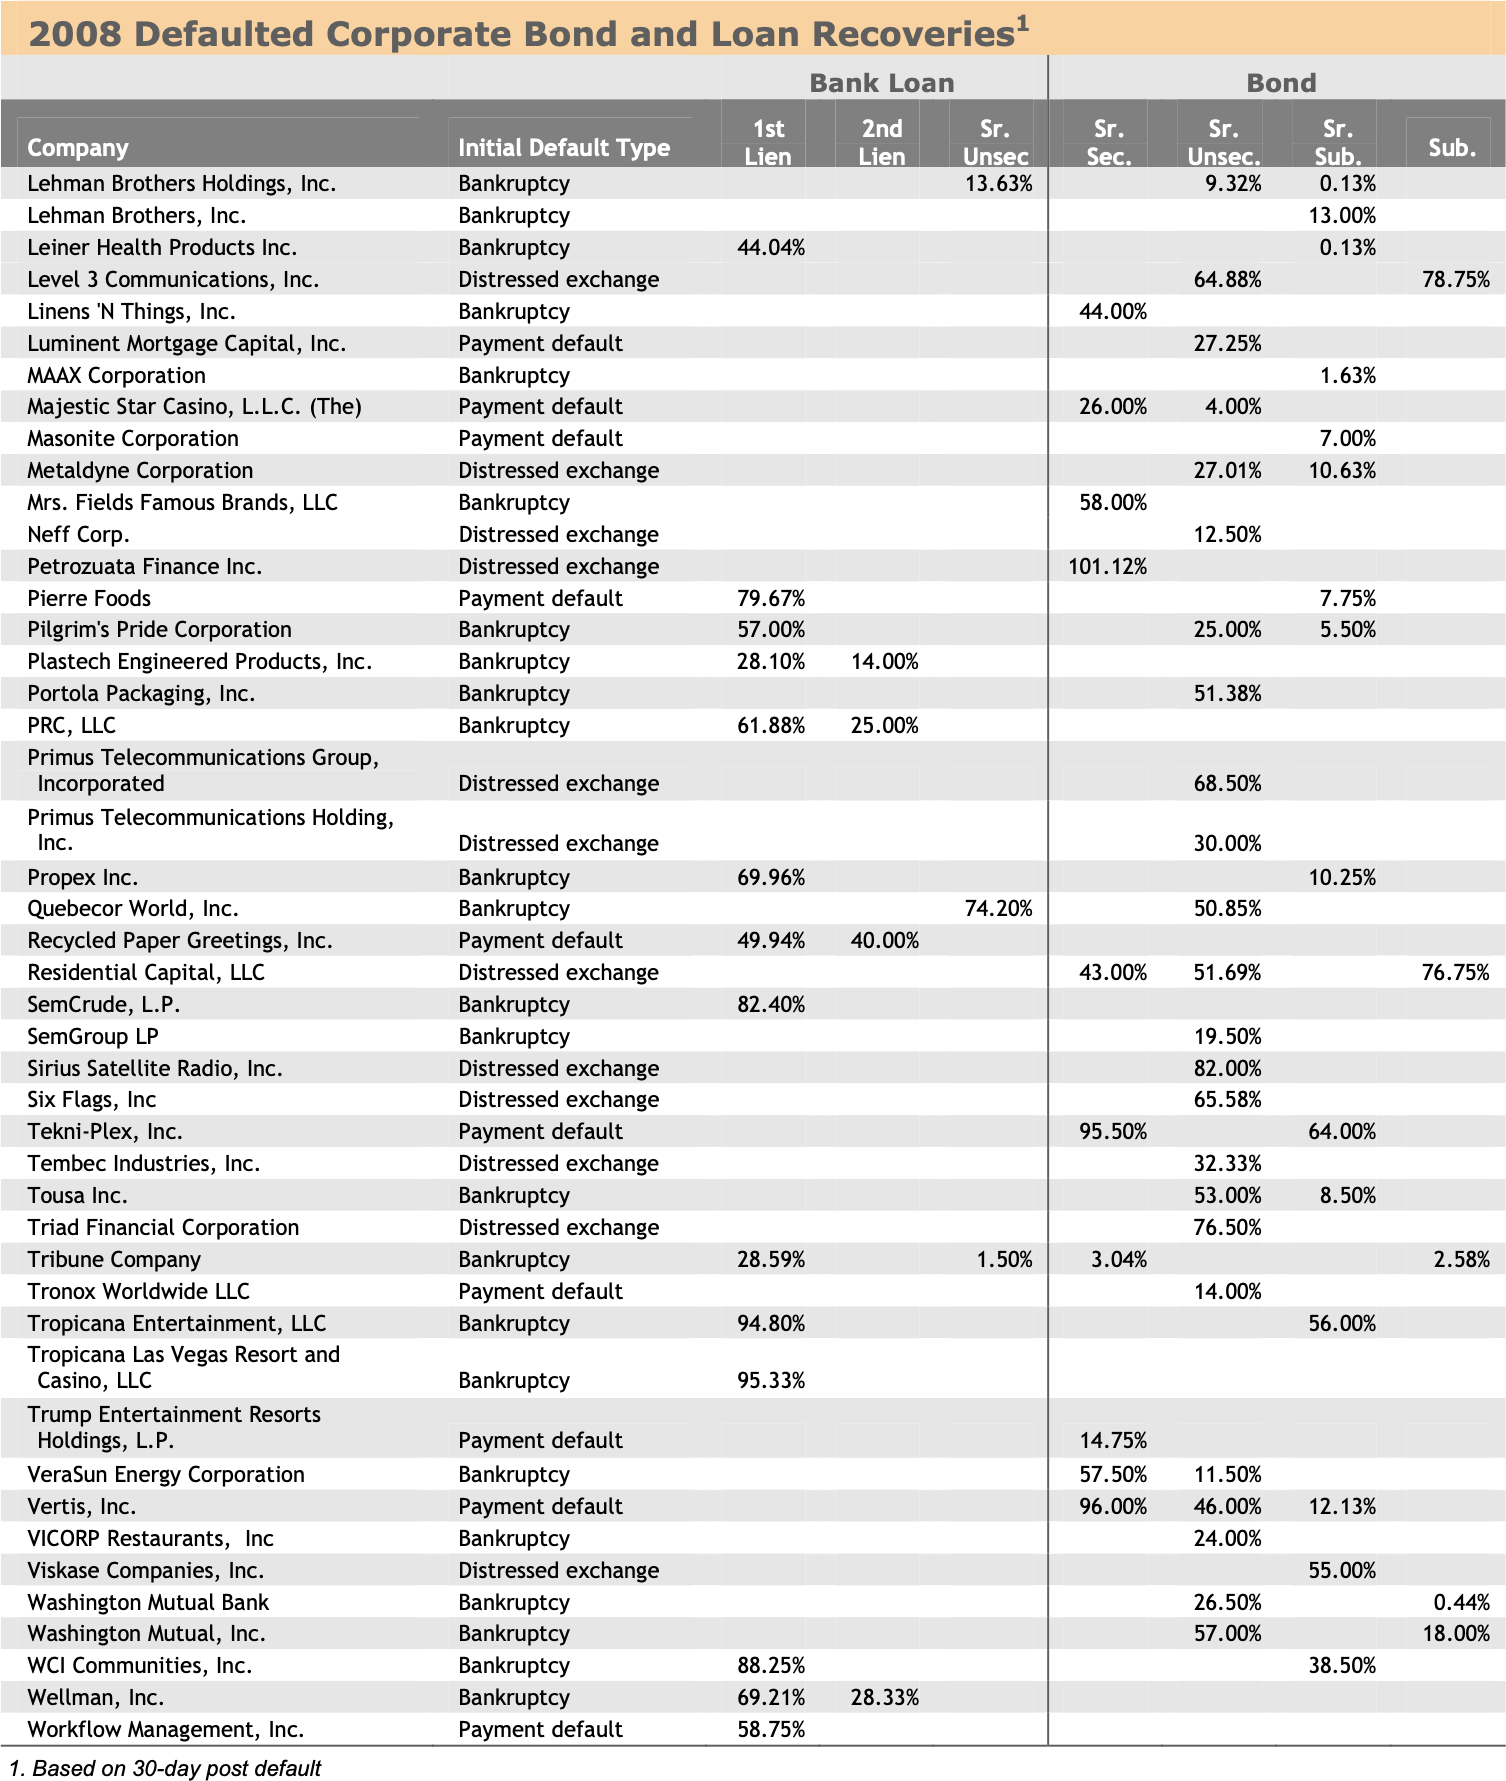 2008 Defaulted Corporate Bond and Loan Recoveries1
Bank Loan Bond
Company Initial Default Type 1st Lien 2nd Lien Sr. Unsec Sr. Sec. Sr. Unsec. Sr. Sub. Sub.
Lehman Brothers Holdings, Inc. Bankruptcy 13.63% 9.32% 0.13%
Lehman Brothers, Inc. Bankruptcy 13.00%
Leiner Health Products Inc. Bankruptcy 44.04% 0.13%
Level 3 Communications, Inc. Distressed exchange 64.88% 78.75%
Linens 'N Things, Inc. Bankruptcy 44.00%
Luminent Mortgage Capital, Inc. Payment default 27.25%
MAAX Corporation Bankruptcy 1.63%
Majestic Star Casino, L.L.C. (The) Payment default 26.00% 4.00%
Masonite Corporation Payment default 7.00%
Metaldyne Corporation Distressed exchange 27.01% 10.63%
Mrs. Fields Famous Brands, LLC Bankruptcy 58.00%
Neff Corp. Distressed exchange 12.50%
Petrozuata Finance Inc. Distressed exchange 101.12%
Pierre Foods Payment default 79.67% 7.75%
Pilgrim's Pride Corporation Bankruptcy 57.00% 25.00% 5.50%
Plastech Engineered Products, Inc. Bankruptcy 28.10% 14.00%
Portola Packaging, Inc. Bankruptcy 51.38%
PRC, LLC Bankruptcy 61.88% 25.00%
Primus Telecommunications Group,
Incorporated Distressed exchange 68.50%
Primus Telecommunications Holding,
Inc. Distressed exchange 30.00%
Propex Inc. Bankruptcy 69.96% 10.25%
Quebecor World, Inc. Bankruptcy 74.20% 50.85%
Recycled Paper Greetings, Inc. Payment default 49.94% 40.00%
Residential Capital, LLC Distressed exchange 43.00% 51.69% 76.75%
SemCrude, L.P. Bankruptcy 82.40%
SemGroup LP Bankruptcy 19.50%
Sirius Satellite Radio, Inc. Distressed exchange 82.00%
Six Flags, Inc Distressed exchange 65.58%
Tekni-Plex, Inc. Payment default 95.50% 64.00%
Tembec Industries, Inc. Distressed exchange 32.33%
Tousa Inc. Bankruptcy 53.00% 8.50%
Triad Financial Corporation Distressed exchange 76.50%
Tribune Company Bankruptcy 28.59% 1.50% 3.04% 2.58%
Tronox Worldwide LLC Payment default 14.00%
Tropicana Entertainment, LLC Bankruptcy 94.80% 56.00%
Tropicana Las Vegas Resort and
Casino, LLC Bankruptcy 95.33%
Trump Entertainment Resorts
Holdings, L.P. Payment default 14.75%
VeraSun Energy Corporation Bankruptcy 57.50% 11.50%
Vertis, Inc. Payment default 96.00% 46.00% 12.13%
VICORP Restaurants, Inc Bankruptcy 24.00%
Viskase Companies, Inc. Distressed exchange 55.00%
Washington Mutual Bank Bankruptcy 26.50% 0.44%
Washington Mutual, Inc. Bankruptcy 57.00% 18.00%
WCI Communities, Inc. Bankruptcy 88.25% 38.50%
Wellman, Inc. Bankruptcy 69.21% 28.33%
Workflow Management, Inc. Payment default 58.75%
1. Based on 30-day post default